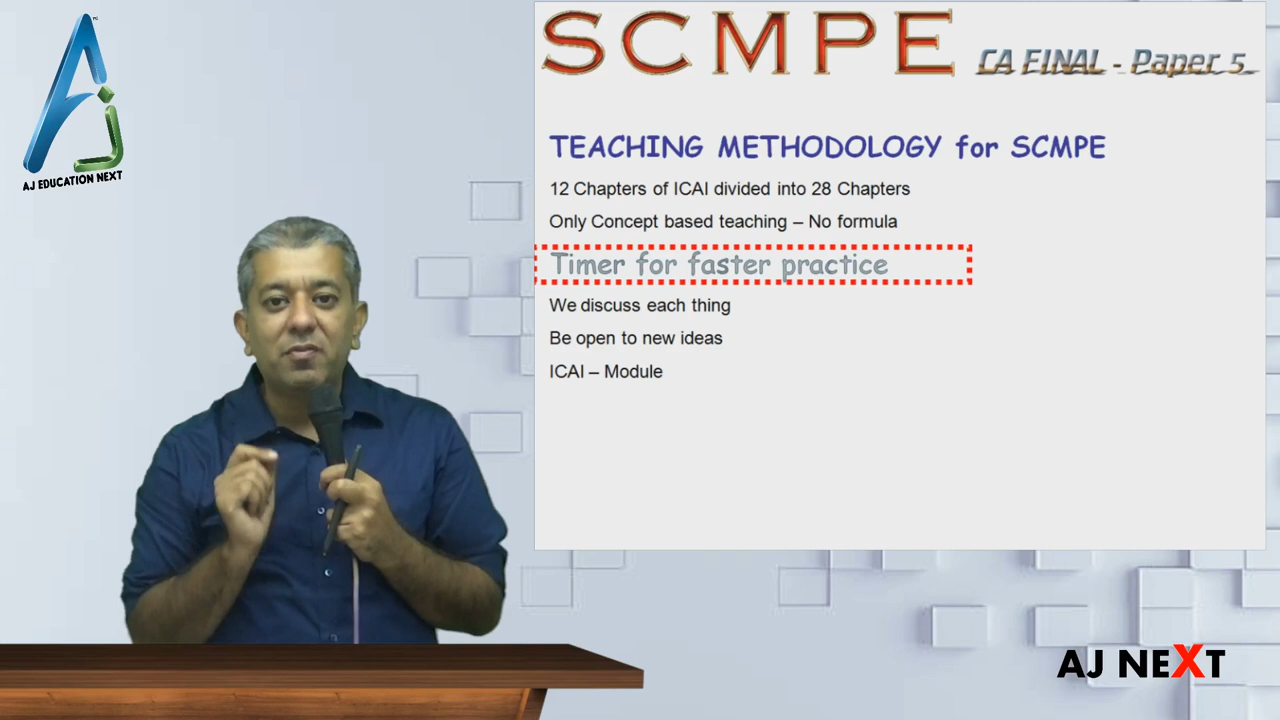 AJ EDUCATION NEXT
SCMPE CA FINAL - Paper 5
TEACHING METHODOLOGY for SCMPE
12 Chapters of ICAI divided into 28 Chapters
Only Concept based teaching – No formula
Timer for faster practice
We discuss each thing
Be open to new ideas
ICAI – Module
AJ NEXT